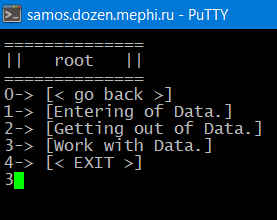 samos.dozen.mephi.ru - PuTTY
==============
||   root   ||
==============
0-> [< go back >]
1-> [Entering of Data.]
2-> [Getting out of Data.]
3-> [Work with Data.]
4-> [< EXIT >]
3